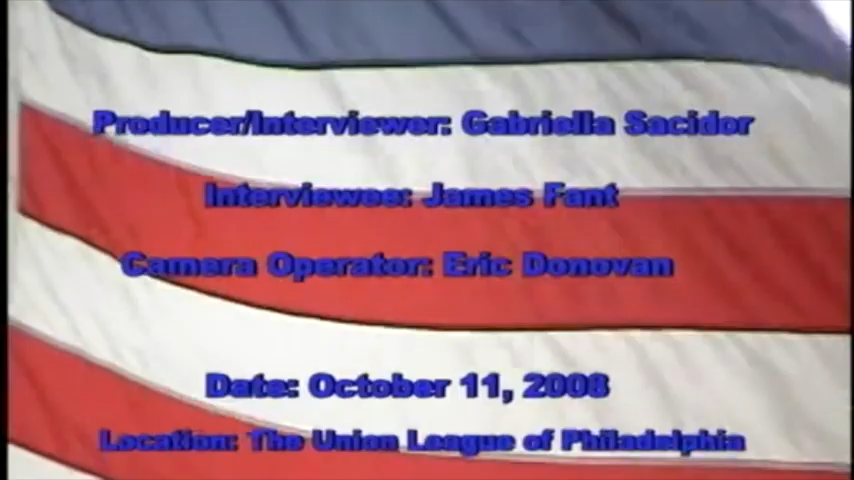 Producer/Interviewer: Gabriella Sacidor
Interviewee: James Fant
Camera Operator: Eric Donovan
Date: October 11, 2008
Location: The Union League of Philadelphia